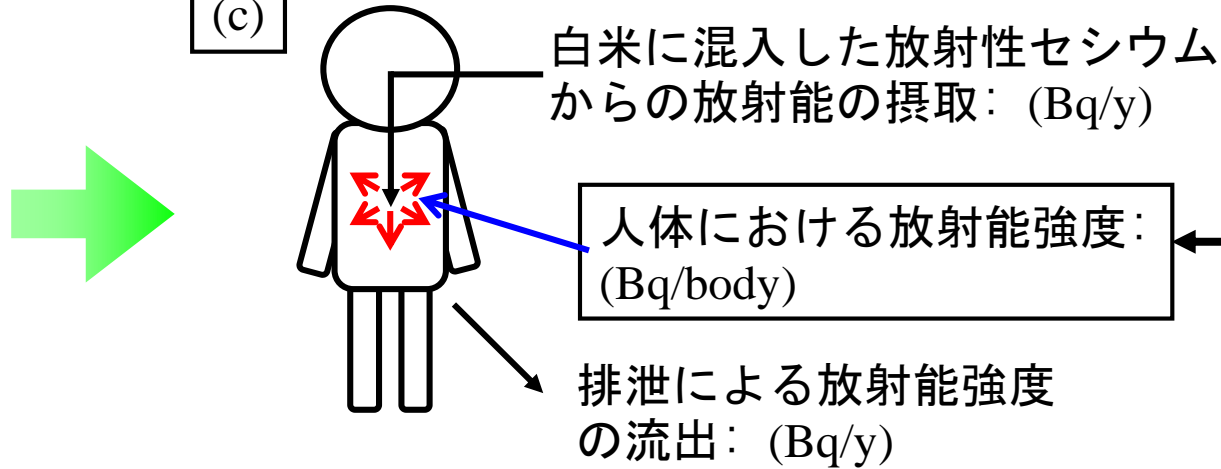 (c)
白米に混入した放射性セシウム
からの放射能の摂取: (Bq/y)
人体における放射能強度:
(Bq/body)
排泄による放射能強度
の流出: (Bq/y)